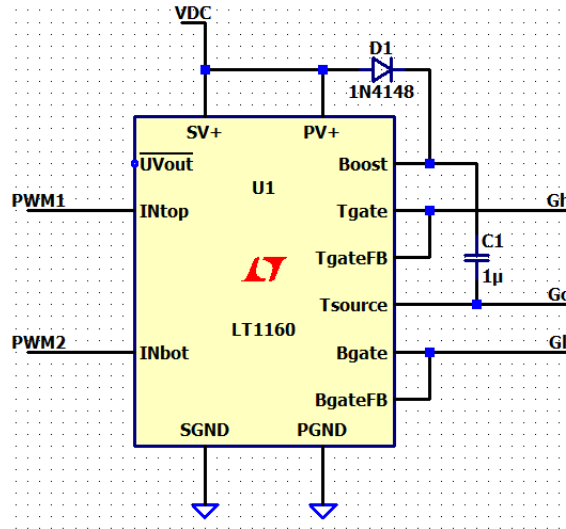 VDC
D1
1N4148
SV+ PV+
UVout Boost
U1
PWM1 INtop Tgate
TgateFB C1
1µ
Tsource
LT1160
PWM2 INbot Bgate
BgateFB
SGND PGND